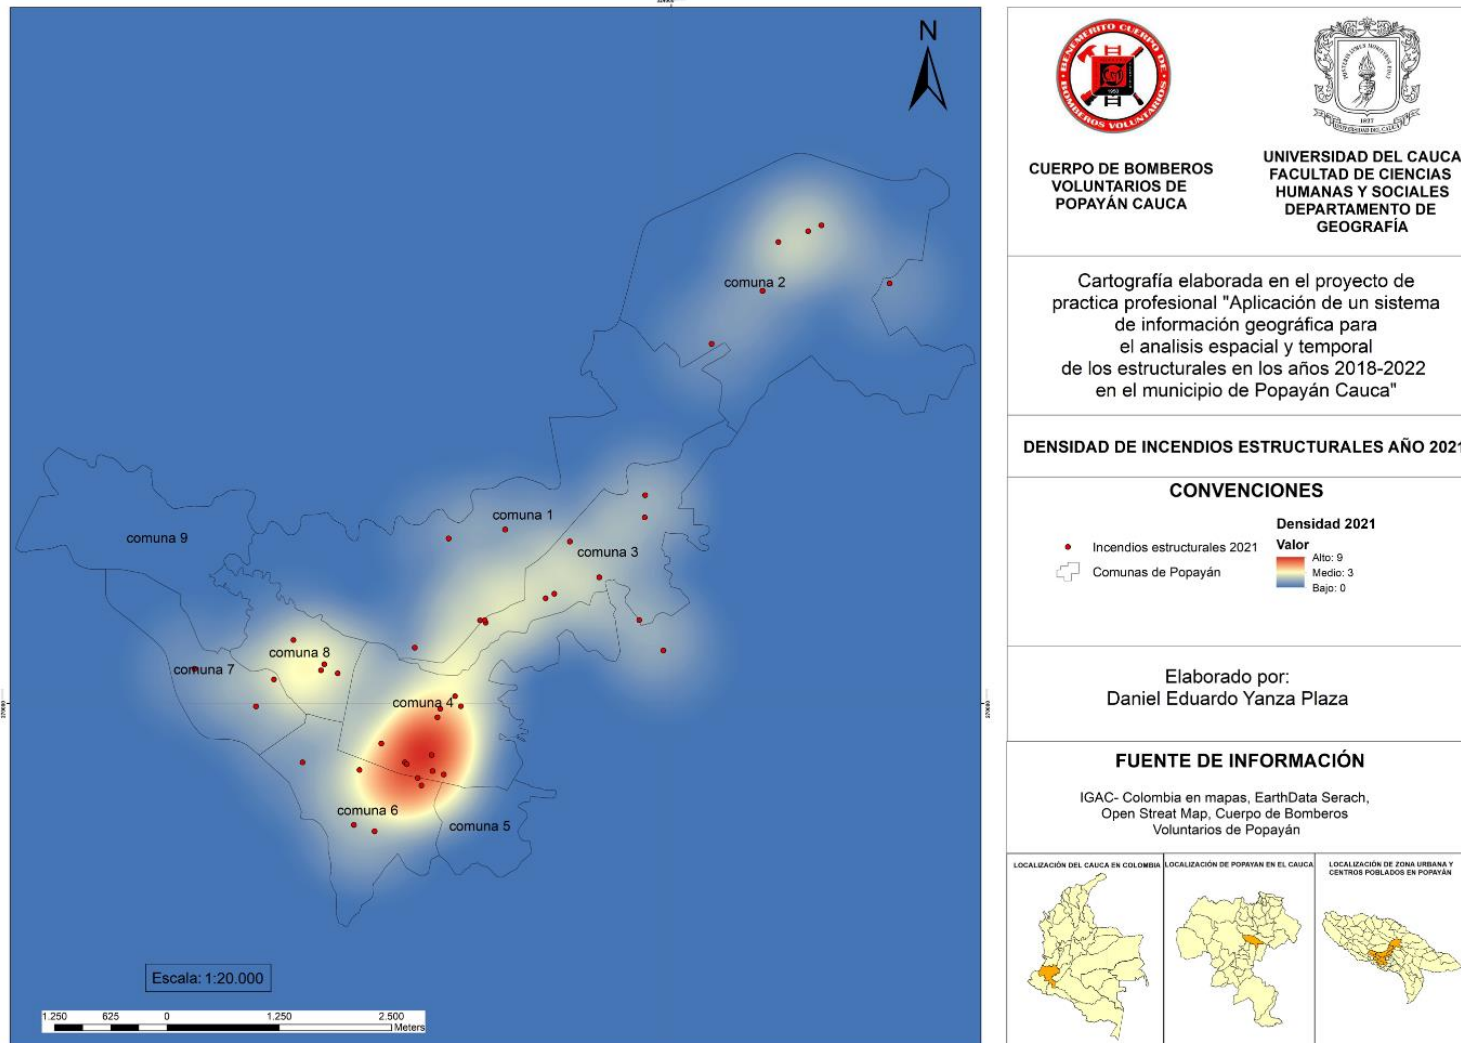 N
comuna 2
comuna 1
comuna 3
comuna 9
comuna 8
comuna 7
comuna 4
comuna 6
comuna 5
Escala: 1:20.000
1.250 625 0 1.250 2.500
Meters
BENEMERITO CUERPO DE
BOMBEROS VOLUNTARIOS
CUERPO DE BOMBEROS
VOLUNTARIOS DE
POPAYÁN CAUCA
UNIVERSIDAD DEL CAUCA
FACULTAD DE CIENCIAS
HUMANAS Y SOCIALES
DEPARTAMENTO DE
GEOGRAFÍA
Cartografía elaborada en el proyecto de
practica profesional "Aplicación de un sistema
de información geográfica para
el analisis espacial y temporal
de los estructurales en los años 2018-2022
en el municipio de Popayán Cauca"
DENSIDAD DE INCENDIOS ESTRUCTURALES AÑO 2021
CONVENCIONES
Incendios estructurales 2021
Comunas de Popayán
Densidad 2021
Valor
Alto: 9
Medio: 3
Bajo: 0
Elaborado por:
Daniel Eduardo Yanza Plaza
FUENTE DE INFORMACIÓN
IGAC- Colombia en mapas, EarthData Serach,
Open Streat Map, Cuerpo de Bomberos
Voluntarios de Popayán
LOCALIZACIÓN DEL CAUCA EN COLOMBIA
LOCALIZACIÓN DE POPAYAN EN EL CAUCA
LOCALIZACIÓN DE ZONA URBANA Y
CENTROS POBLADOS EN POPAYÁN